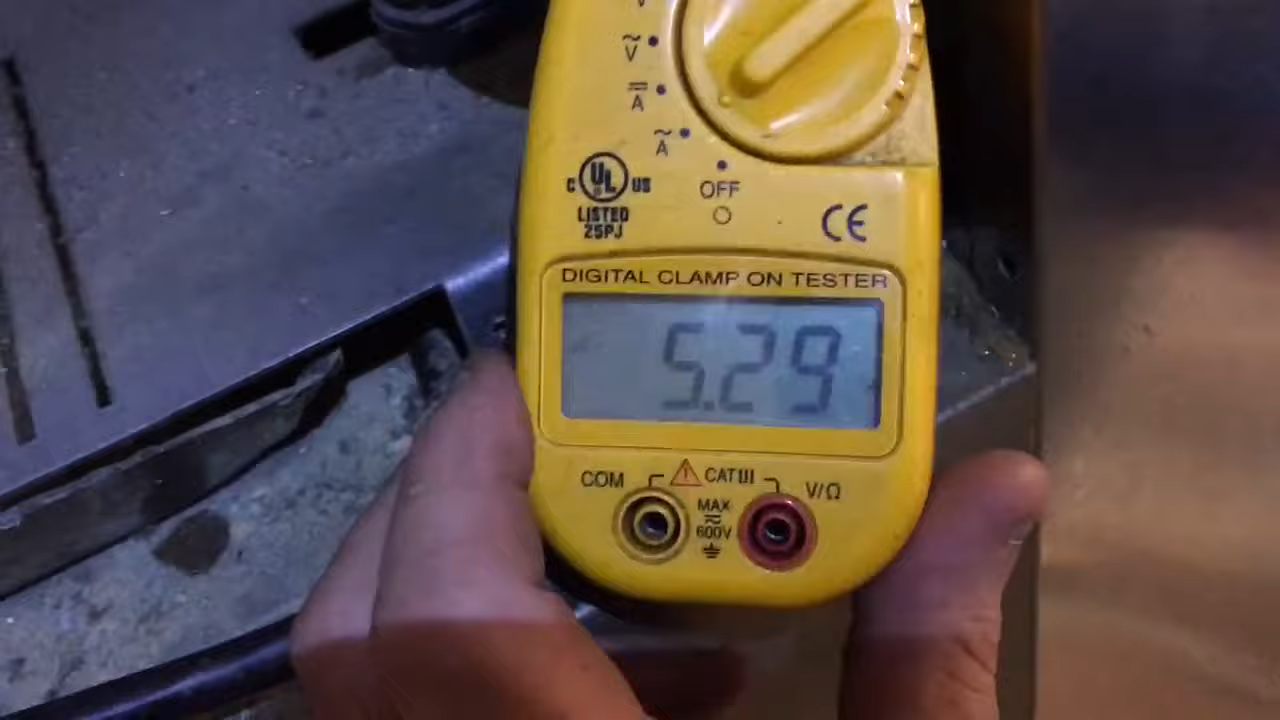 V
V
A
A
OFF
C UL US
LISTED
25PJ
CE
DIGITAL CLAMP ON TESTER
5.29
COM
CAT III
V/Ω
MAX
600V